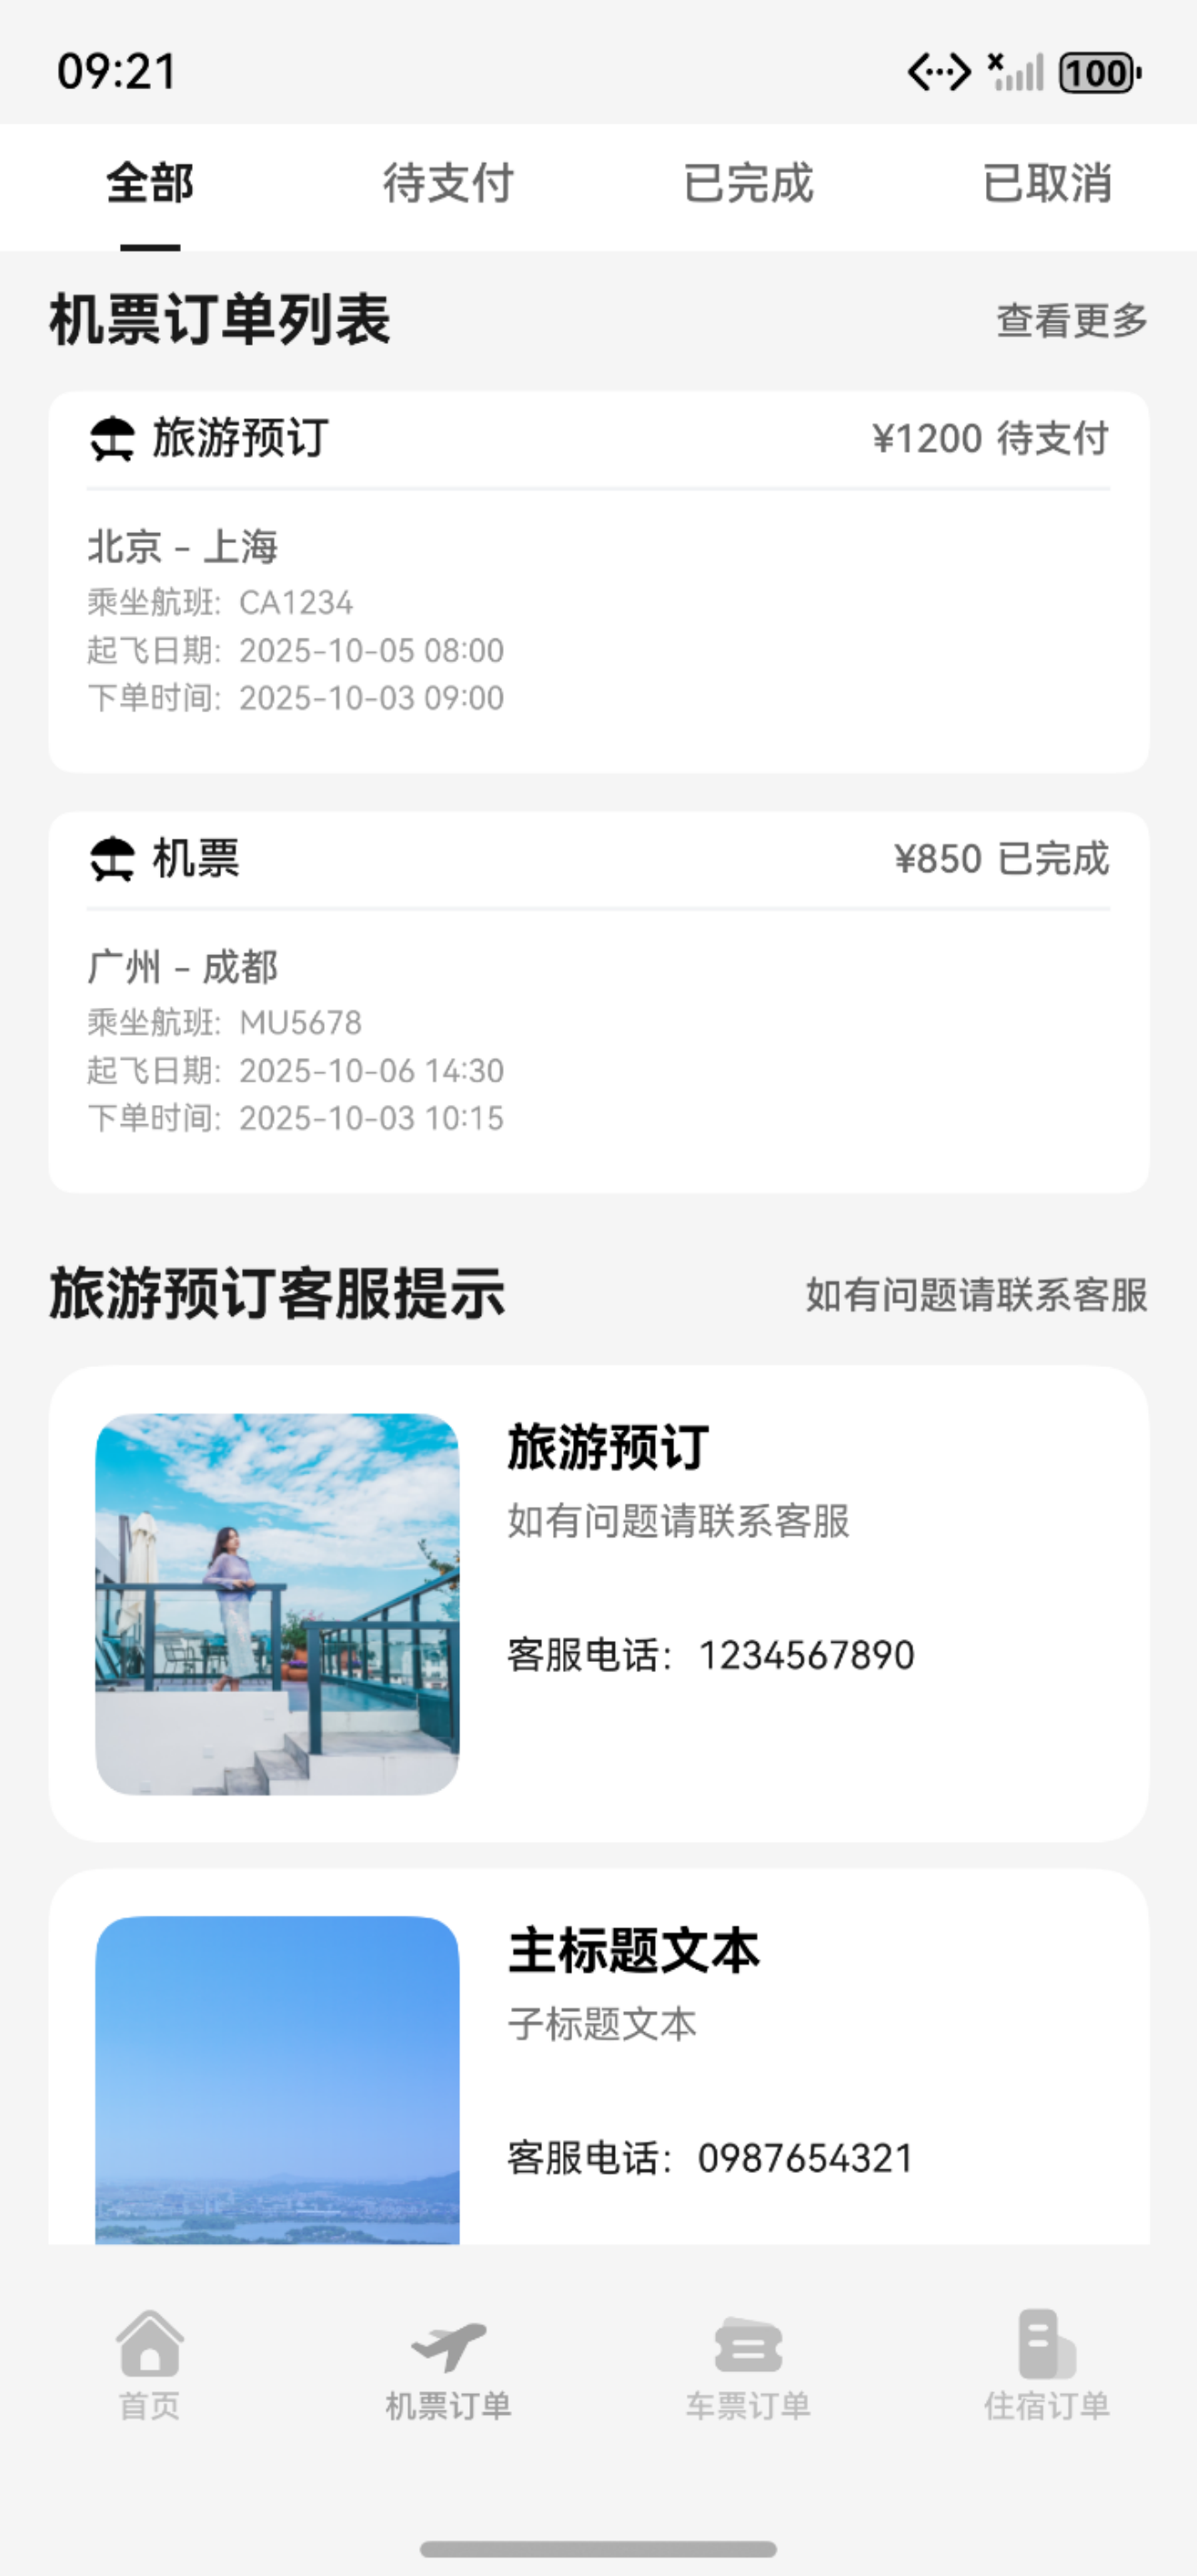 09:21
100
全部 待支付 已完成 已取消
机票订单列表 查看更多
旅游预订 ¥1200 待支付
北京 - 上海
乘坐航班: CA1234
起飞日期: 2025-10-05 08:00
下单时间: 2025-10-03 09:00
机票 ¥850 已完成
广州 - 成都
乘坐航班: MU5678
起飞日期: 2025-10-06 14:30
下单时间: 2025-10-03 10:15
旅游预订客服提示 如有问题请联系客服
旅游预订
如有问题请联系客服
客服电话: 1234567890
主标题文本
子标题文本
客服电话: 0987654321
首页 机票订单 车票订单 住宿订单